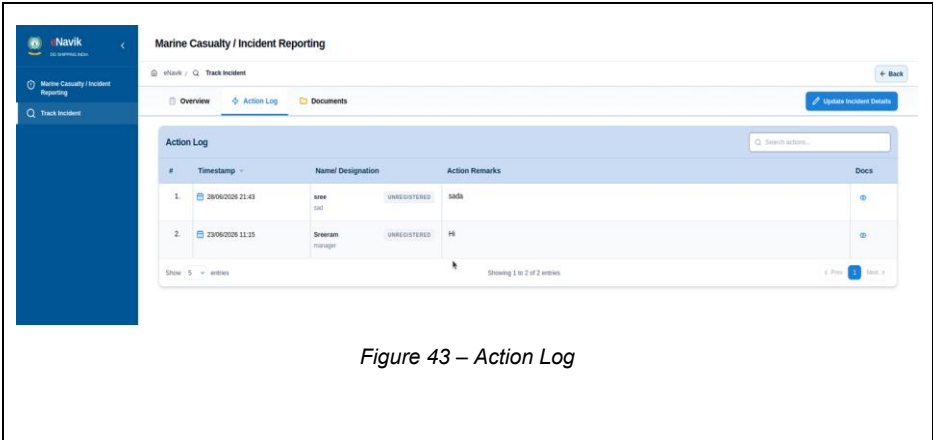 eNavik
DG SHIPPING INDIA
Marine Casualty / Incident Reporting
Track Incident
Marine Casualty / Incident Reporting
eNavik / Track Incident
← Back
Overview Action Log Documents
Update Incident Details
Action Log
Search actions...
# Timestamp Name/ Designation Action Remarks Docs
1. 28/06/2026 21:43 sree UNREGISTERED sada
sad
2. 23/06/2026 11:15 Sreeram UNREGISTERED Hi
manager
Show 5 entries Showing 1 to 2 of 2 entries ‹ Prev 1 Next ›
Figure 43 – Action Log